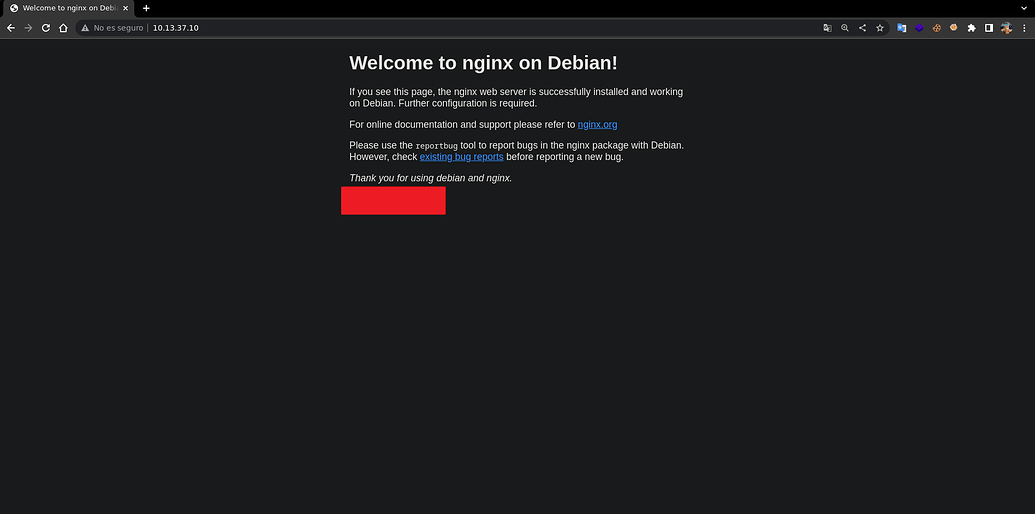 Welcome to nginx on Debi
No es seguro
10.13.37.10
Welcome to nginx on Debian!
If you see this page, the nginx web server is successfully installed and working
on Debian. Further configuration is required.
For online documentation and support please refer to nginx.org
Please use the reportbug tool to report bugs in the nginx package with Debian.
However, check existing bug reports before reporting a new bug.
Thank you for using debian and nginx.